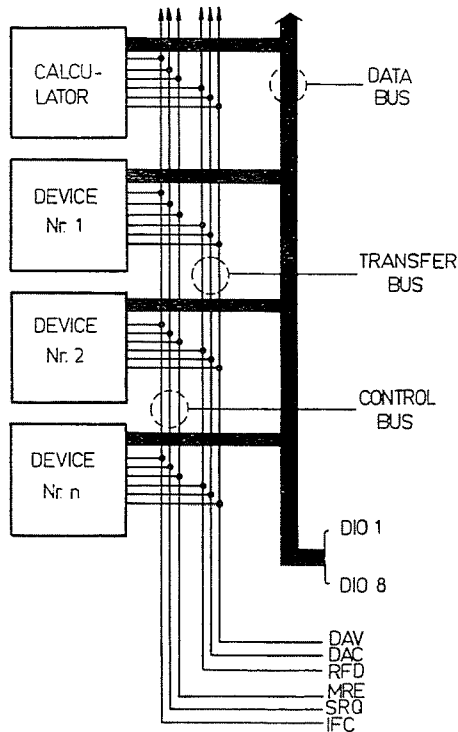 CALCU-
LATOR
DATA
BUS
DEVICE
Nr. 1
TRANSFER
BUS
DEVICE
Nr. 2
CONTROL
BUS
DEVICE
Nr. n
DIO 1
DIO 8
DAV
DAC
RFD
MRE
SRQ
IFC